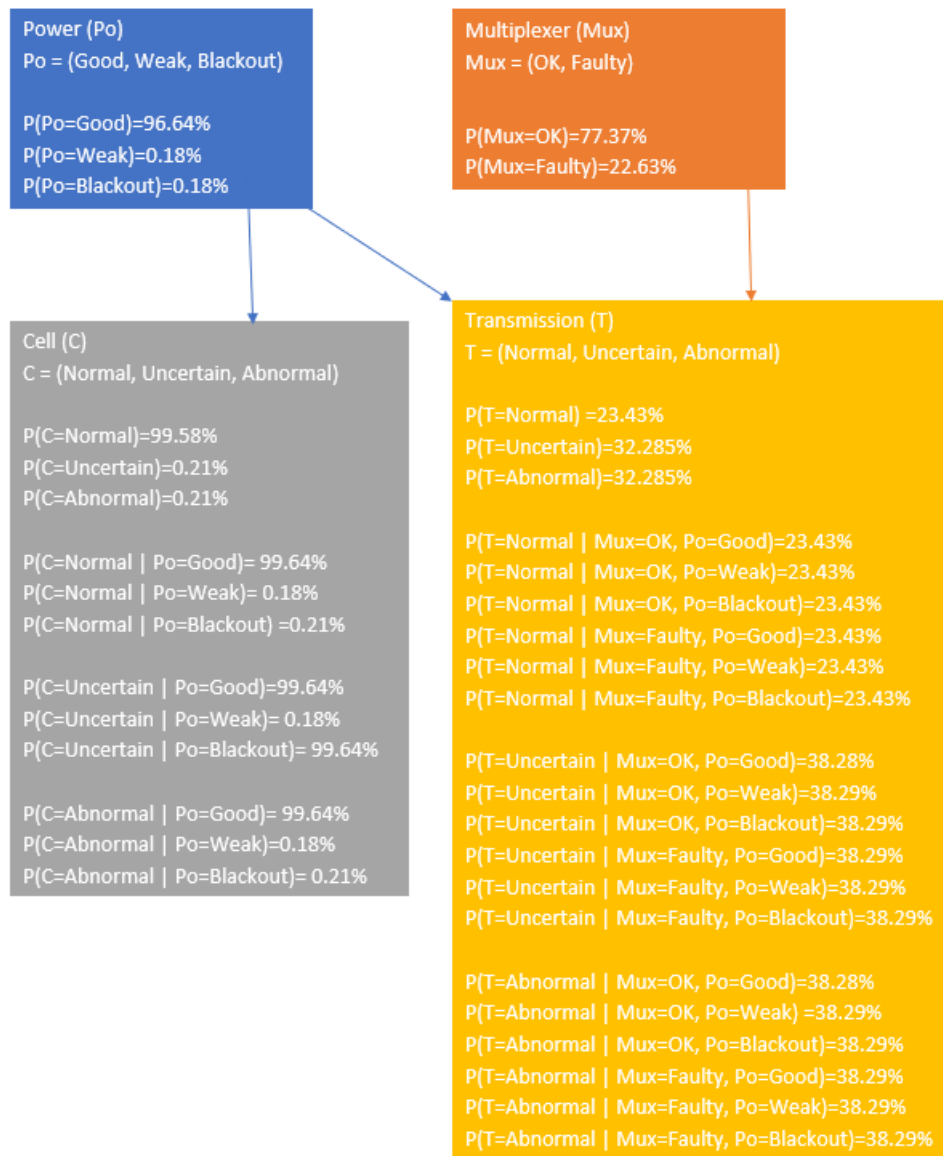 Power (Po)
Po = (Good, Weak, Blackout)
P(Po=Good)=96.64%
P(Po=Weak)=0.18%
P(Po=Blackout)=0.18%
Multiplexer (Mux)
Mux = (OK, Faulty)
P(Mux=OK)=77.37%
P(Mux=Faulty)=22.63%
Cell (C)
C = (Normal, Uncertain, Abnormal)
P(C=Normal)=99.58%
P(C=Uncertain)=0.21%
P(C=Abnormal)=0.21%
P(C=Normal | Po=Good)= 99.64%
P(C=Normal | Po=Weak)= 0.18%
P(C=Normal | Po=Blackout) =0.21%
P(C=Uncertain | Po=Good)=99.64%
P(C=Uncertain | Po=Weak)= 0.18%
P(C=Uncertain | Po=Blackout)= 99.64%
P(C=Abnormal | Po=Good)= 99.64%
P(C=Abnormal | Po=Weak)=0.18%
P(C=Abnormal | Po=Blackout)= 0.21%
Transmission (T)
T = (Normal, Uncertain, Abnormal)
P(T=Normal) =23.43%
P(T=Uncertain)=32.285%
P(T=Abnormal)=32.285%
P(T=Normal | Mux=OK, Po=Good)=23.43%
P(T=Normal | Mux=OK, Po=Weak)=23.43%
P(T=Normal | Mux=OK, Po=Blackout)=23.43%
P(T=Normal | Mux=Faulty, Po=Good)=23.43%
P(T=Normal | Mux=Faulty, Po=Weak)=23.43%
P(T=Normal | Mux=Faulty, Po=Blackout)=23.43%
P(T=Uncertain | Mux=OK, Po=Good)=38.28%
P(T=Uncertain | Mux=OK, Po=Weak)=38.29%
P(T=Uncertain | Mux=OK, Po=Blackout)=38.29%
P(T=Uncertain | Mux=Faulty, Po=Good)=38.29%
P(T=Uncertain | Mux=Faulty, Po=Weak)=38.29%
P(T=Uncertain | Mux=Faulty, Po=Blackout)=38.29%
P(T=Abnormal | Mux=OK, Po=Good)=38.28%
P(T=Abnormal | Mux=OK, Po=Weak) =38.29%
P(T=Abnormal | Mux=OK, Po=Blackout)=38.29%
P(T=Abnormal | Mux=Faulty, Po=Good)=38.29%
P(T=Abnormal | Mux=Faulty, Po=Weak)=38.29%
P(T=Abnormal | Mux=Faulty, Po=Blackout)=38.29%